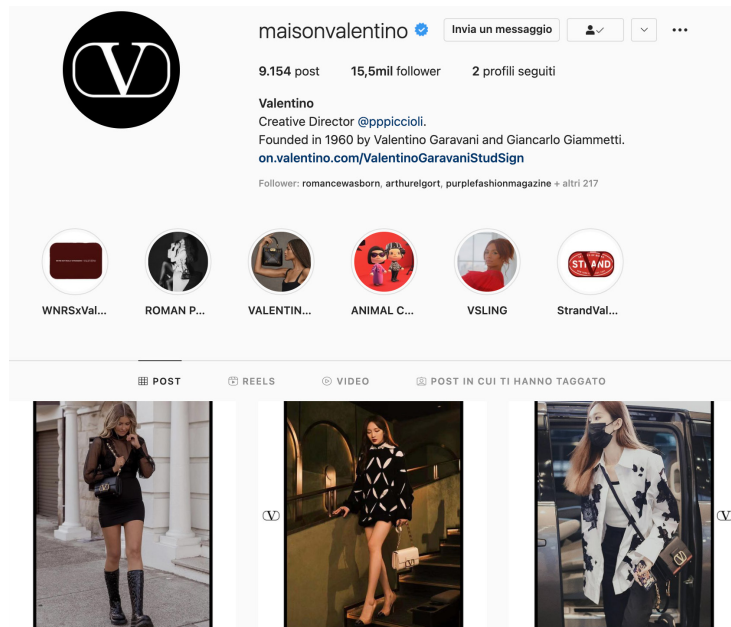 maisonvalentino
Invia un messaggio
9.154 post 15,5mil follower 2 profili seguiti
Valentino
Creative Director @pppiccioli.
Founded in 1960 by Valentino Garavani and Giancarlo Giammetti.
on.valentino.com/ValentinoGaravaniStudSign
Follower: romancewasborn, arthurelgort, purplefashionmagazine + altri 217
STRAND
WNRSxVal... ROMAN P... VALENTIN... ANIMAL C... VSLING StrandVal...
POST REELS VIDEO POST IN CUI TI HANNO TAGGATO